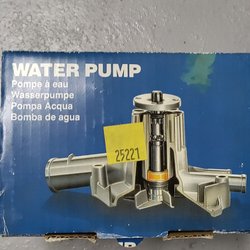 WATER PUMP
Pompe à eau
Wasserpumpe
Pompa Acqua
Bomba de agua
25221